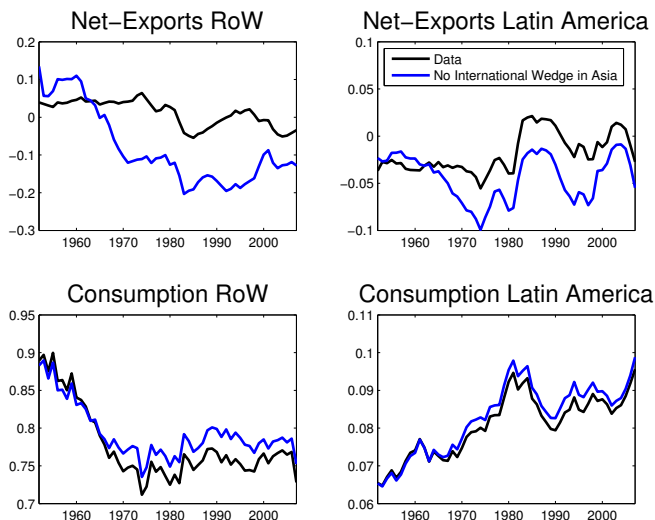 Net−Exports RoW
0.2
0.1
0
−0.1
−0.2
−0.3
1960 1970 1980 1990 2000
Net−Exports Latin America
0.1
0.05
0
−0.05
−0.1
Data
No International Wedge in Asia
1960 1970 1980 1990 2000
Consumption RoW
0.95
0.9
0.85
0.8
0.75
0.7
1960 1970 1980 1990 2000
Consumption Latin America
0.11
0.1
0.09
0.08
0.07
0.06
1960 1970 1980 1990 2000